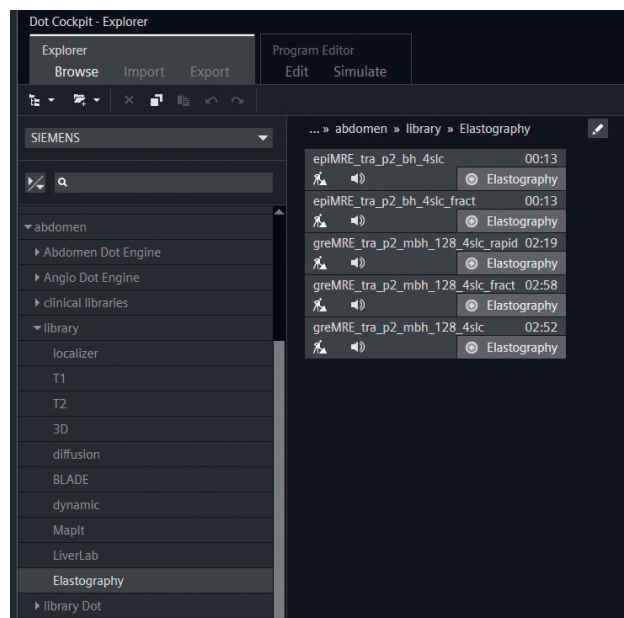 Dot Cockpit - Explorer
Explorer
Program Editor
Browse Import Export
Edit Simulate
SIEMENS
... » abdomen » library » Elastography
epiMRE_tra_p2_bh_4slc 00:13
Elastography
epiMRE_tra_p2_bh_4slc_fract 00:13
Elastography
greMRE_tra_p2_mbh_128_4slc_rapid 02:19
Elastography
greMRE_tra_p2_mbh_128_4slc_fract 02:58
Elastography
greMRE_tra_p2_mbh_128_4slc 02:52
Elastography
abdomen
Abdomen Dot Engine
Angio Dot Engine
clinical libraries
library
localizer
T1
T2
3D
diffusion
BLADE
dynamic
MapIt
LiverLab
Elastography
library Dot